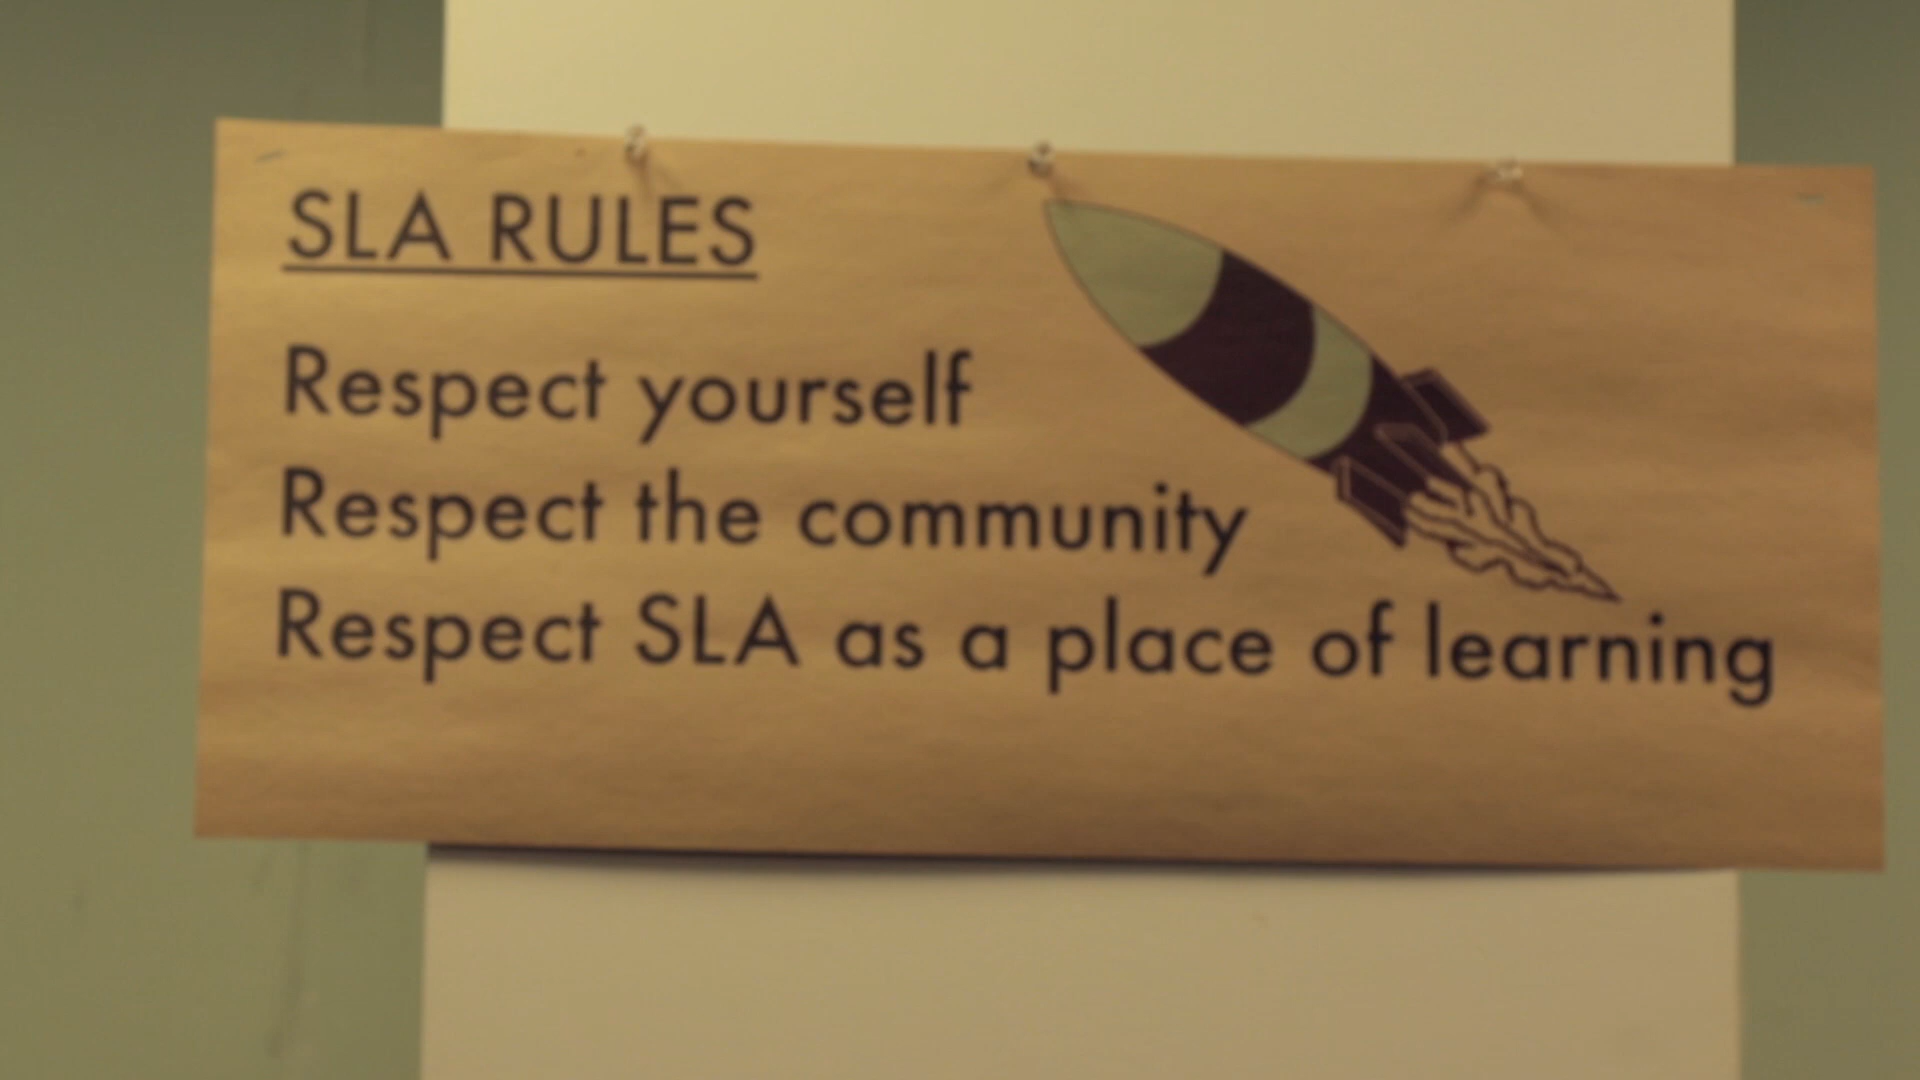 SLA RULES
Respect yourself
Respect the community
Respect SLA as a place of learning